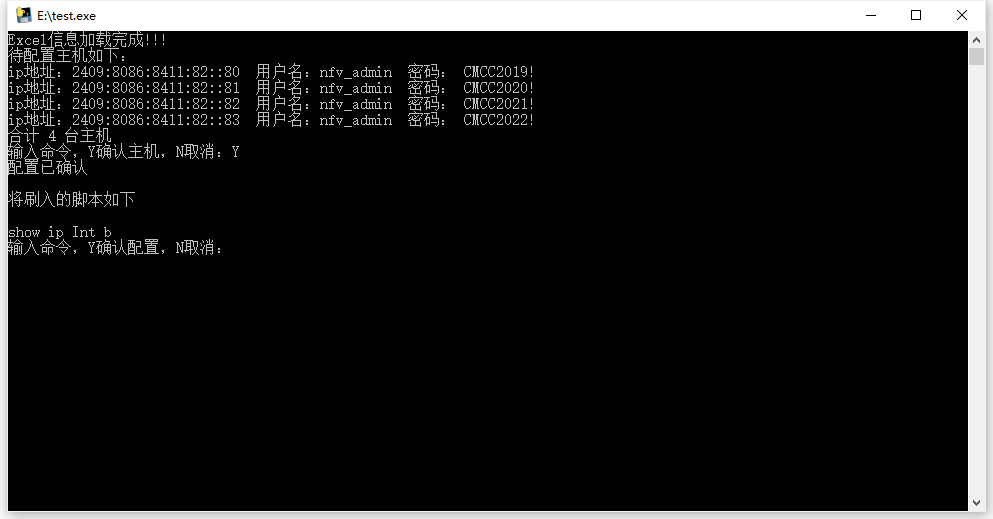 E:\test.exe
Excel信息加载完成!!!
待配置主机如下：
ip地址：2409:8086:8411:82::80  用户名：nfv_admin  密码： CMCC2019!
ip地址：2409:8086:8411:82::81  用户名：nfv_admin  密码： CMCC2020!
ip地址：2409:8086:8411:82::82  用户名：nfv_admin  密码： CMCC2021!
ip地址：2409:8086:8411:82::83  用户名：nfv_admin  密码： CMCC2022!
合计 4 台主机
输入命令，Y确认主机，N取消：Y
配置已确认
将刷入的脚本如下
show ip Int b
输入命令，Y确认配置，N取消：